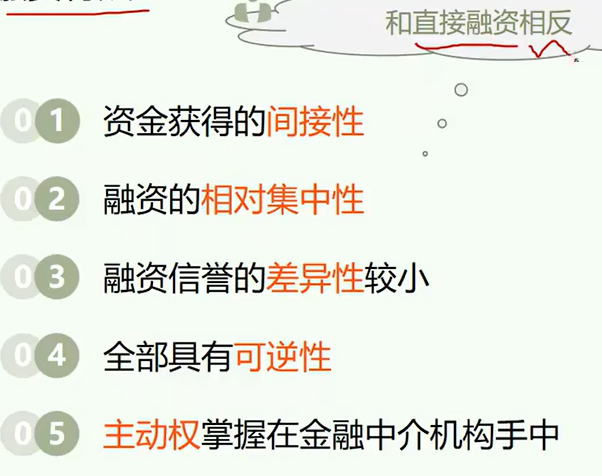 和直接融资相反
01 资金获得的间接性
02 融资的相对集中性
03 融资信誉的差异性较小
04 全部具有可逆性
05 主动权掌握在金融中介机构手中